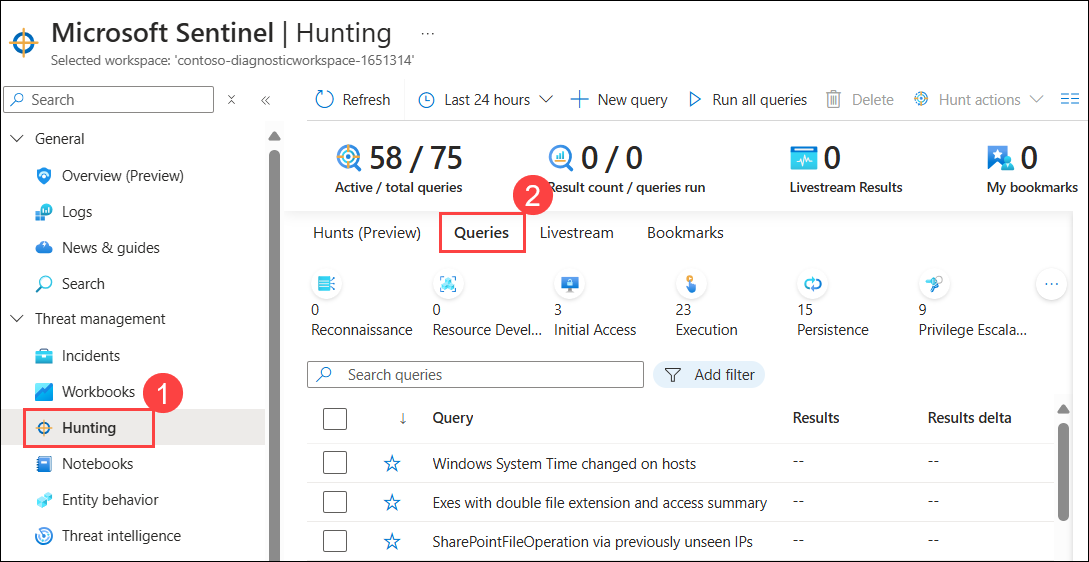 Microsoft Sentinel | Hunting ...
Selected workspace: 'contoso-diagnosticworkspace-1651314'
Search
Refresh
Last 24 hours
New query
Run all queries
Delete
Hunt actions
General
Overview (Preview)
Logs
News & guides
Search
Threat management
Incidents
Workbooks
1
Hunting
Notebooks
Entity behavior
Threat intelligence
58 / 75
Active / total queries
0 / 0
Result count / queries run
0
Livestream Results
0
My bookmarks
2
Hunts (Preview)
Queries
Livestream
Bookmarks
0
Reconnaissance
0
Resource Devel...
3
Initial Access
23
Execution
15
Persistence
9
Privilege Escala...
...
Search queries
Add filter
Query Results Results delta
Windows System Time changed on hosts -- --
Exes with double file extension and access summary -- --
SharePointFileOperation via previously unseen IPs -- --